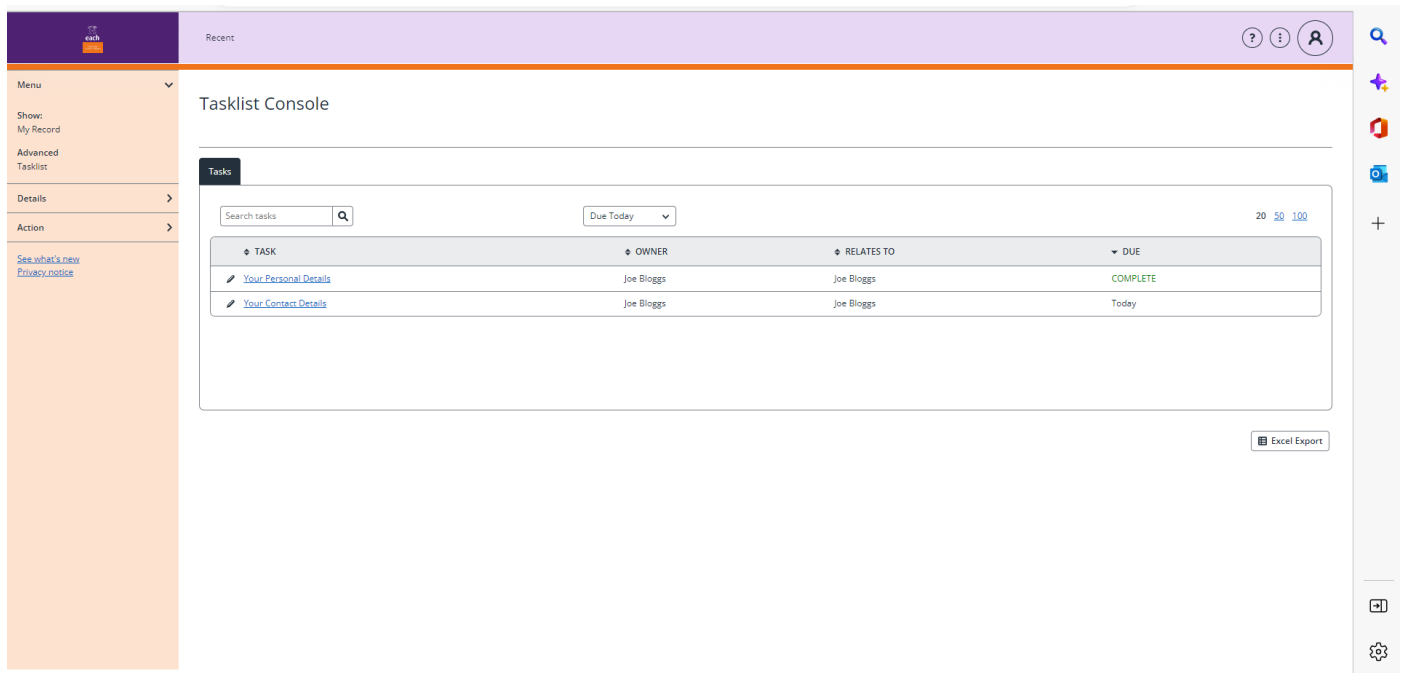 each
Recent
?
Menu
Show:
My Record
Advanced
Tasklist
Details
Action
See what's new
Privacy notice
Tasklist Console
Tasks
Search tasks
Due Today
20 50 100
TASK OWNER RELATES TO DUE
Your Personal Details Joe Bloggs Joe Bloggs COMPLETE
Your Contact Details Joe Bloggs Joe Bloggs Today
Excel Export